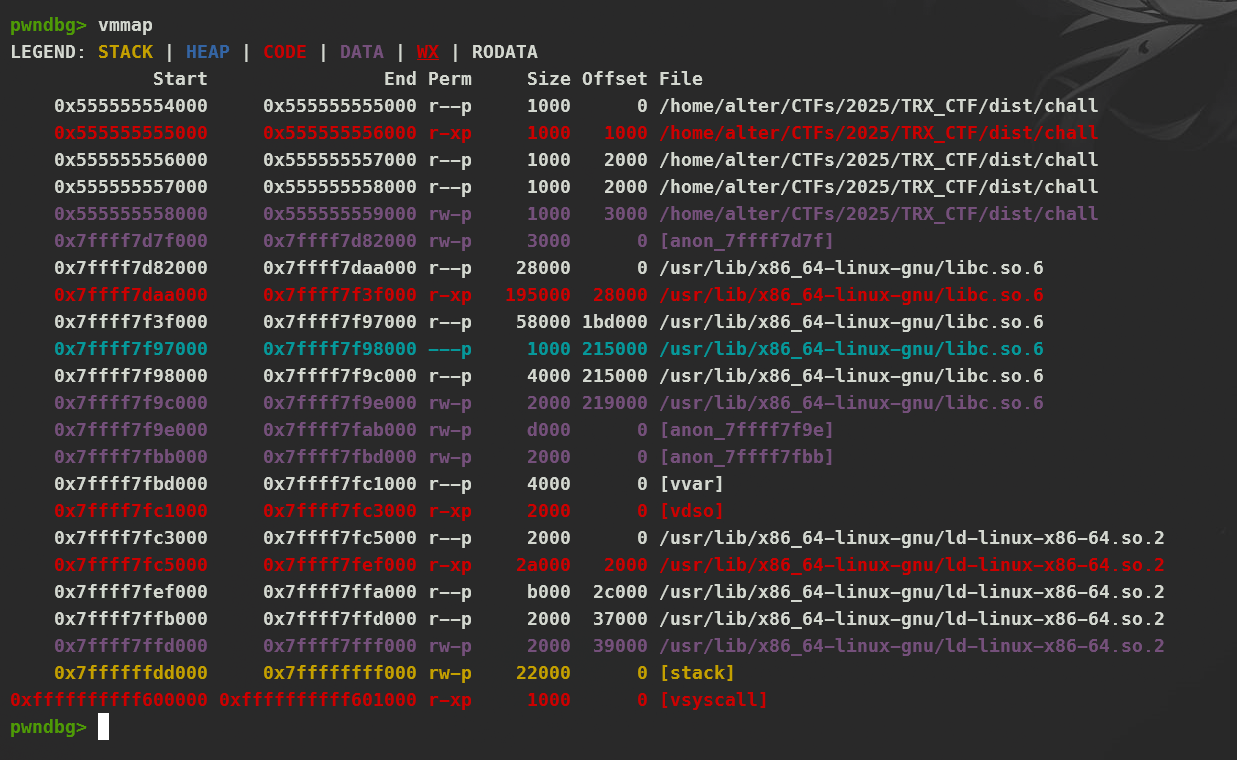 pwndbg> vmmap
LEGEND: STACK | HEAP | CODE | DATA | WX | RODATA
             Start                End Perm     Size Offset File
    0x555555554000     0x555555555000 r--p     1000      0 /home/alter/CTFs/2025/TRX_CTF/dist/chall
    0x555555555000     0x555555556000 r-xp     1000   1000 /home/alter/CTFs/2025/TRX_CTF/dist/chall
    0x555555556000     0x555555557000 r--p     1000   2000 /home/alter/CTFs/2025/TRX_CTF/dist/chall
    0x555555557000     0x555555558000 r--p     1000   2000 /home/alter/CTFs/2025/TRX_CTF/dist/chall
    0x555555558000     0x555555559000 rw-p     1000   3000 /home/alter/CTFs/2025/TRX_CTF/dist/chall
    0x7ffff7d7f000     0x7ffff7d82000 rw-p     3000      0 [anon_7ffff7d7f]
    0x7ffff7d82000     0x7ffff7daa000 r--p    28000      0 /usr/lib/x86_64-linux-gnu/libc.so.6
    0x7ffff7daa000     0x7ffff7f3f000 r-xp   195000  28000 /usr/lib/x86_64-linux-gnu/libc.so.6
    0x7ffff7f3f000     0x7ffff7f97000 r--p    58000 1bd000 /usr/lib/x86_64-linux-gnu/libc.so.6
    0x7ffff7f97000     0x7ffff7f98000 ---p     1000 215000 /usr/lib/x86_64-linux-gnu/libc.so.6
    0x7ffff7f98000     0x7ffff7f9c000 r--p     4000 215000 /usr/lib/x86_64-linux-gnu/libc.so.6
    0x7ffff7f9c000     0x7ffff7f9e000 rw-p     2000 219000 /usr/lib/x86_64-linux-gnu/libc.so.6
    0x7ffff7f9e000     0x7ffff7fab000 rw-p     d000      0 [anon_7ffff7f9e]
    0x7ffff7fbb000     0x7ffff7fbd000 rw-p     2000      0 [anon_7ffff7fbb]
    0x7ffff7fbd000     0x7ffff7fc1000 r--p     4000      0 [vvar]
    0x7ffff7fc1000     0x7ffff7fc3000 r-xp     2000      0 [vdso]
    0x7ffff7fc3000     0x7ffff7fc5000 r--p     2000      0 /usr/lib/x86_64-linux-gnu/ld-linux-x86-64.so.2
    0x7ffff7fc5000     0x7ffff7fef000 r-xp    2a000   2000 /usr/lib/x86_64-linux-gnu/ld-linux-x86-64.so.2
    0x7ffff7fef000     0x7ffff7ffa000 r--p     b000  2c000 /usr/lib/x86_64-linux-gnu/ld-linux-x86-64.so.2
    0x7ffff7ffb000     0x7ffff7ffd000 r--p     2000  37000 /usr/lib/x86_64-linux-gnu/ld-linux-x86-64.so.2
    0x7ffff7ffd000     0x7ffff7fff000 rw-p     2000  39000 /usr/lib/x86_64-linux-gnu/ld-linux-x86-64.so.2
    0x7ffffffdd000     0x7ffffffff000 rw-p    22000      0 [stack]
0xffffffffff600000 0xffffffffff601000 r-xp     1000      0 [vsyscall]
pwndbg>